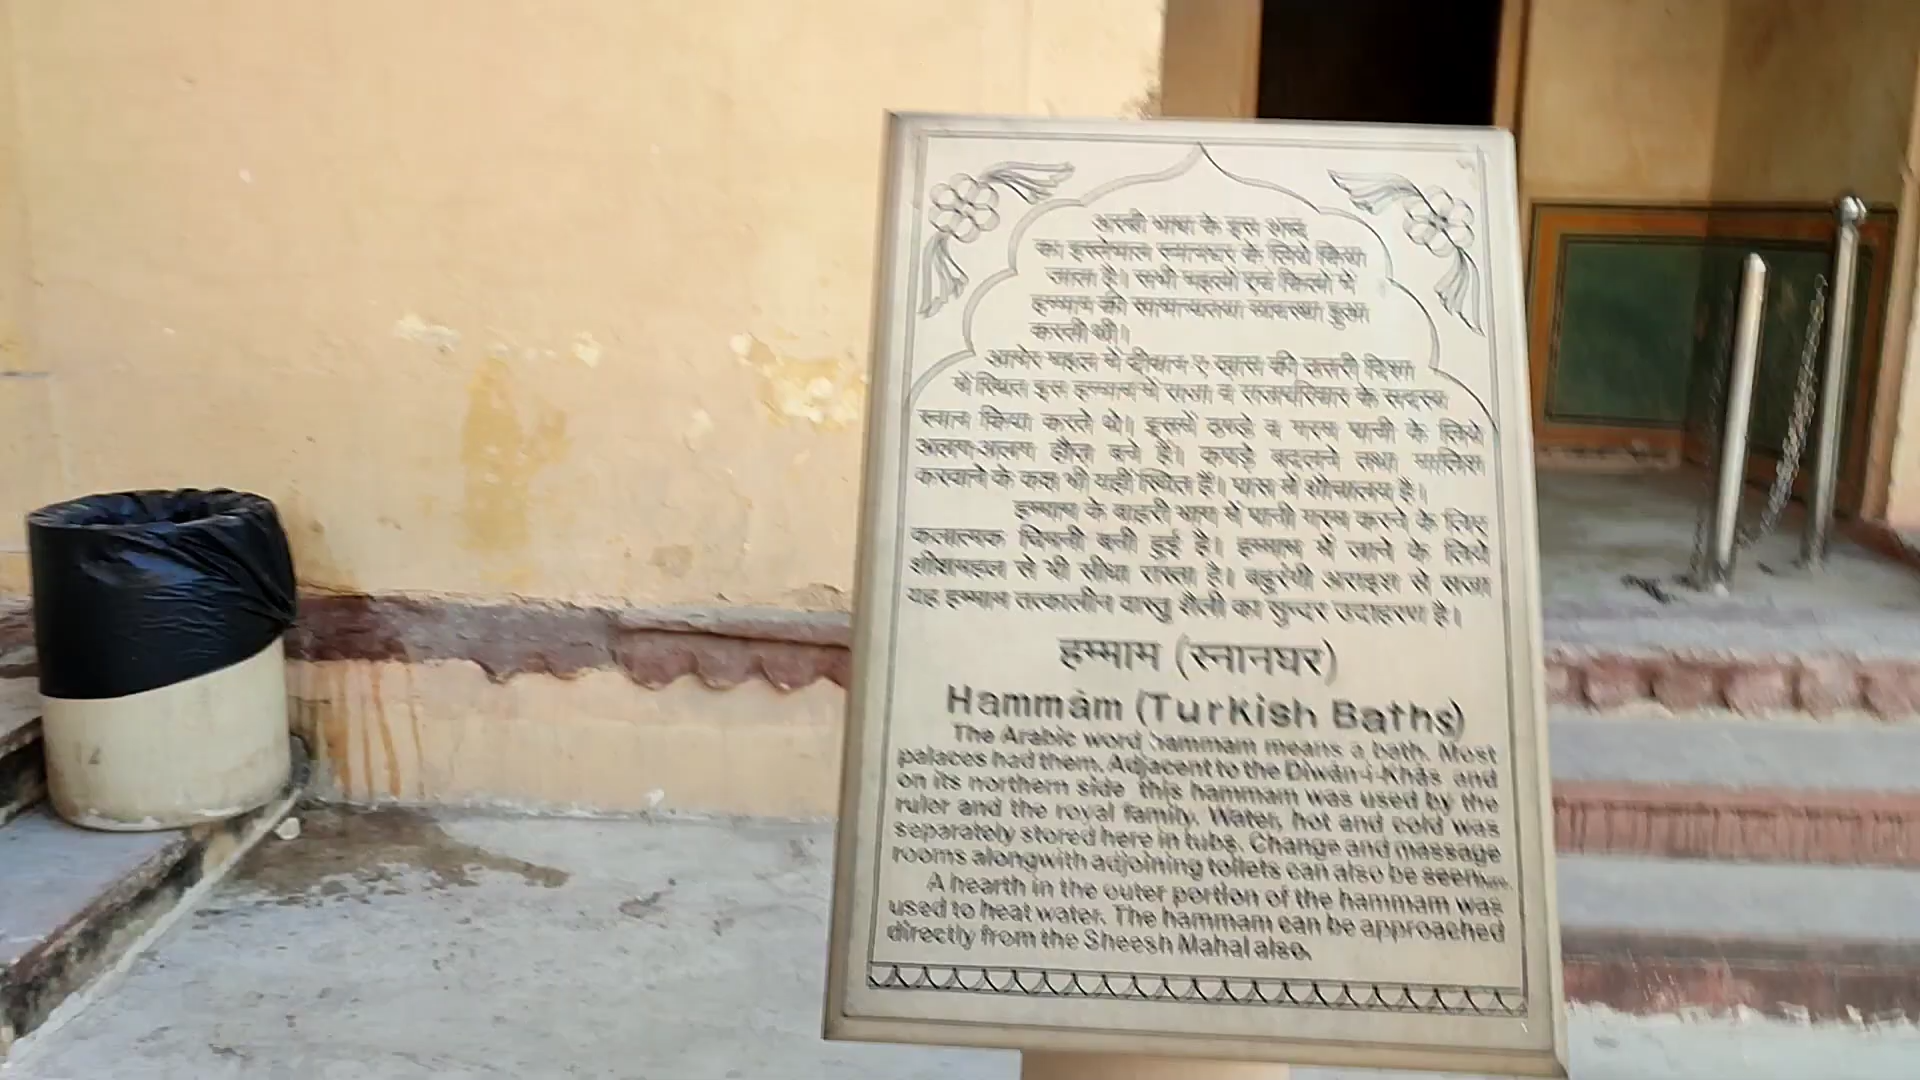 अरबी भाषा के इस शब्द
का इस्तेमाल स्नानघर के लिये किया
जाता है। सभी महलों एवं किलों में
हम्माम की सामान्यतया व्यवस्था हुआ
करती थी।
आमेर महल में दीवान ए खास की उत्तरी दिशा
में स्थित इस हम्माम में राजा व राजपरिवार के सदस्य
स्नान किया करते थे। इसमें ठण्डे व गरम पानी के लिये
अलग-अलग हौज बने हैं। कपड़े बदलने तथा मालिश
करवाने के कक्ष भी यहीं स्थित हैं। पास में शौचालय है।
हम्माम के बाहरी भाग में पानी गरम करने के लिए
कलात्मक चिमनी बनी हुई है। हम्माम में जाने के लिये
शीशमहल से भी सीधा रास्ता है। बहुरंगी अराइश से सजा
यह हम्माम तत्कालीन वास्तु शैली का सुन्दर उदाहरण है।
हम्माम (स्नानघर)
Hammám (Turkish Baths)
The Arabic word hammam means a bath. Most
palaces had them. Adjacent to the Diwán-i-Khás and
on its northern side this hammam was used by the
ruler and the royal family. Water, hot and cold was
separately stored here in tubs. Change and massage
rooms alongwith adjoining toilets can also be seen.
A hearth in the outer portion of the hammam was
used to heat water. The hammam can be approached
directly from the Sheesh Mahal also.